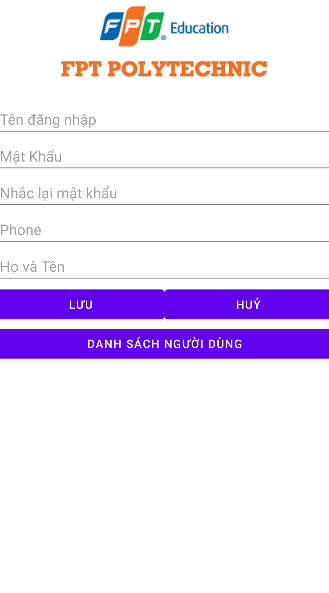 FPT Education
FPT POLYTECHNIC
Tên đăng nhập
Mật Khẩu
Nhắc lại mật khẩu
Phone
Họ và Tên
LƯU HUỶ
DANH SÁCH NGƯỜI DÙNG